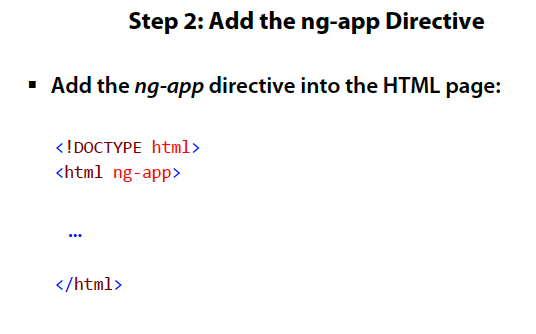 Step 2: Add the ng-app Directive
▪ Add the ng-app directive into the HTML page:
<!DOCTYPE html>
<html ng-app>
…
</html>